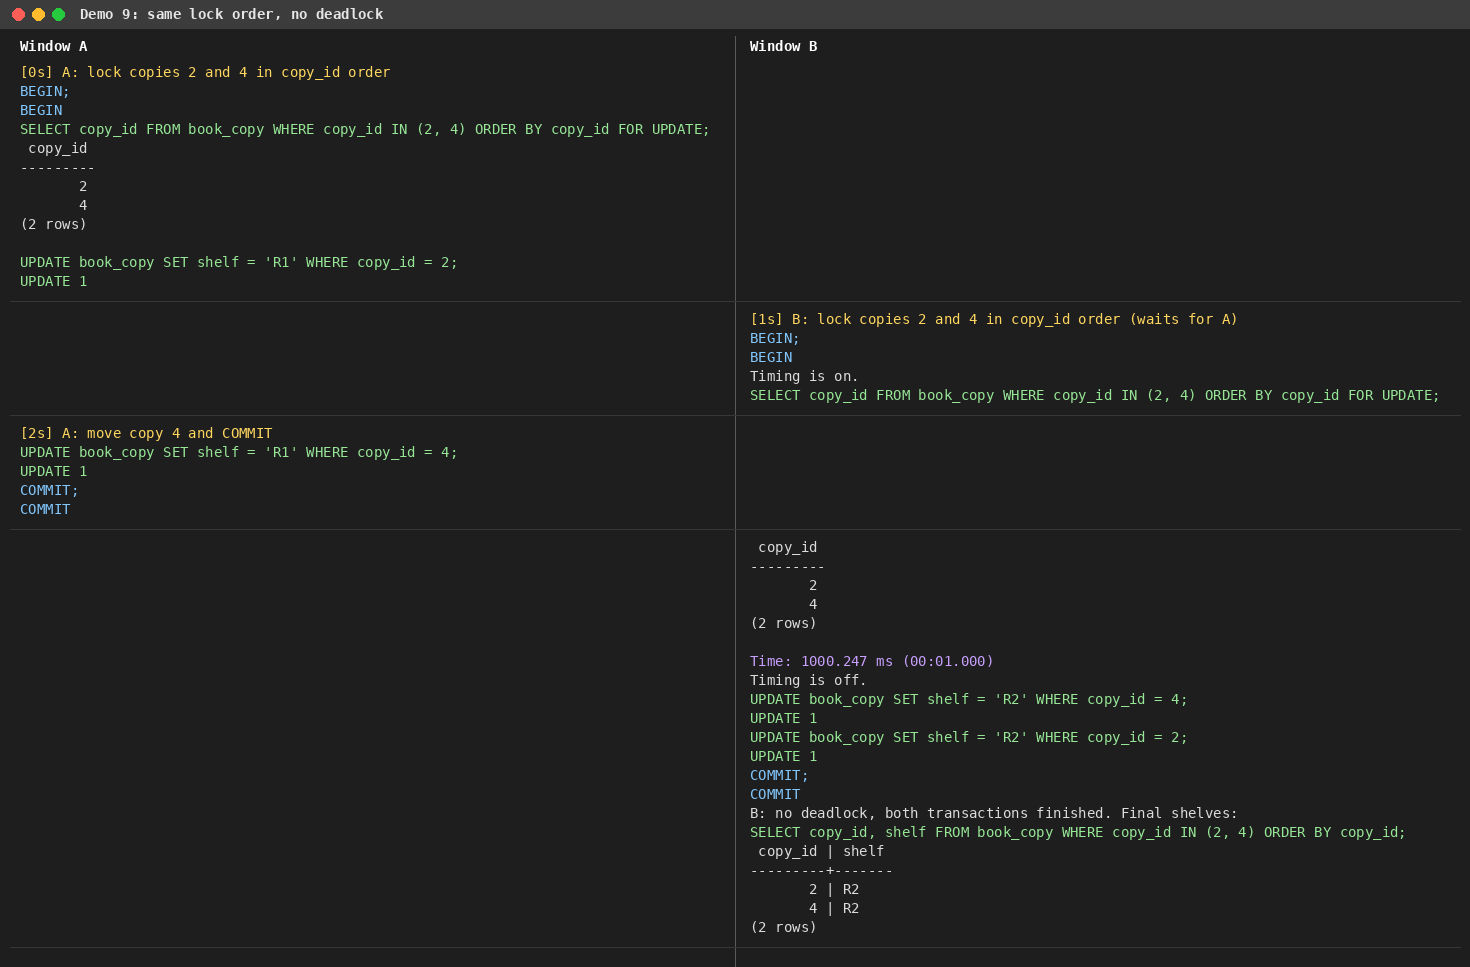 Demo 9: same lock order, no deadlock
Window A
[0s] A: lock copies 2 and 4 in copy_id order
BEGIN;
BEGIN
SELECT copy_id FROM book_copy WHERE copy_id IN (2, 4) ORDER BY copy_id FOR UPDATE;
 copy_id
---------
       2
       4
(2 rows)

UPDATE book_copy SET shelf = 'R1' WHERE copy_id = 2;
UPDATE 1
Window B
[1s] B: lock copies 2 and 4 in copy_id order (waits for A)
BEGIN;
BEGIN
Timing is on.
SELECT copy_id FROM book_copy WHERE copy_id IN (2, 4) ORDER BY copy_id FOR UPDATE;
[2s] A: move copy 4 and COMMIT
UPDATE book_copy SET shelf = 'R1' WHERE copy_id = 4;
UPDATE 1
COMMIT;
COMMIT
 copy_id
---------
       2
       4
(2 rows)

Time: 1000.247 ms (00:01.000)
Timing is off.
UPDATE book_copy SET shelf = 'R2' WHERE copy_id = 4;
UPDATE 1
UPDATE book_copy SET shelf = 'R2' WHERE copy_id = 2;
UPDATE 1
COMMIT;
COMMIT
B: no deadlock, both transactions finished. Final shelves:
SELECT copy_id, shelf FROM book_copy WHERE copy_id IN (2, 4) ORDER BY copy_id;
 copy_id | shelf
---------+-------
       2 | R2
       4 | R2
(2 rows)